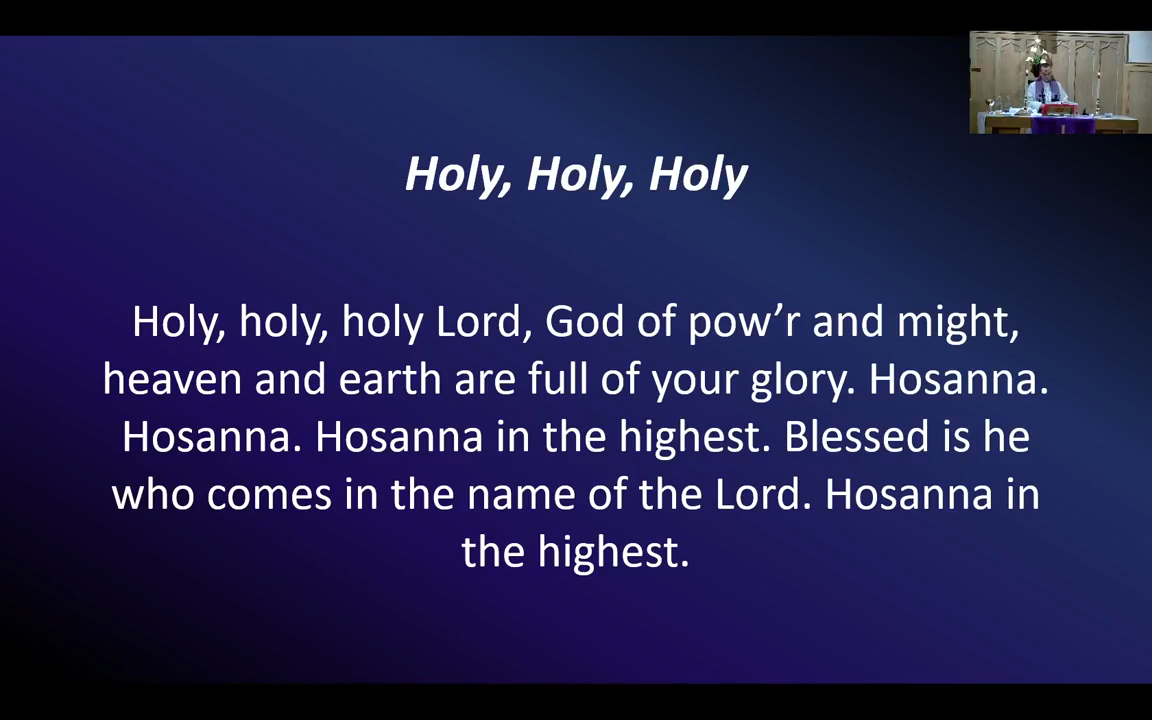 Holy, Holy, Holy
Holy, holy, holy Lord, God of pow’r and might,
heaven and earth are full of your glory. Hosanna.
Hosanna. Hosanna in the highest. Blessed is he
who comes in the name of the Lord. Hosanna in
the highest.